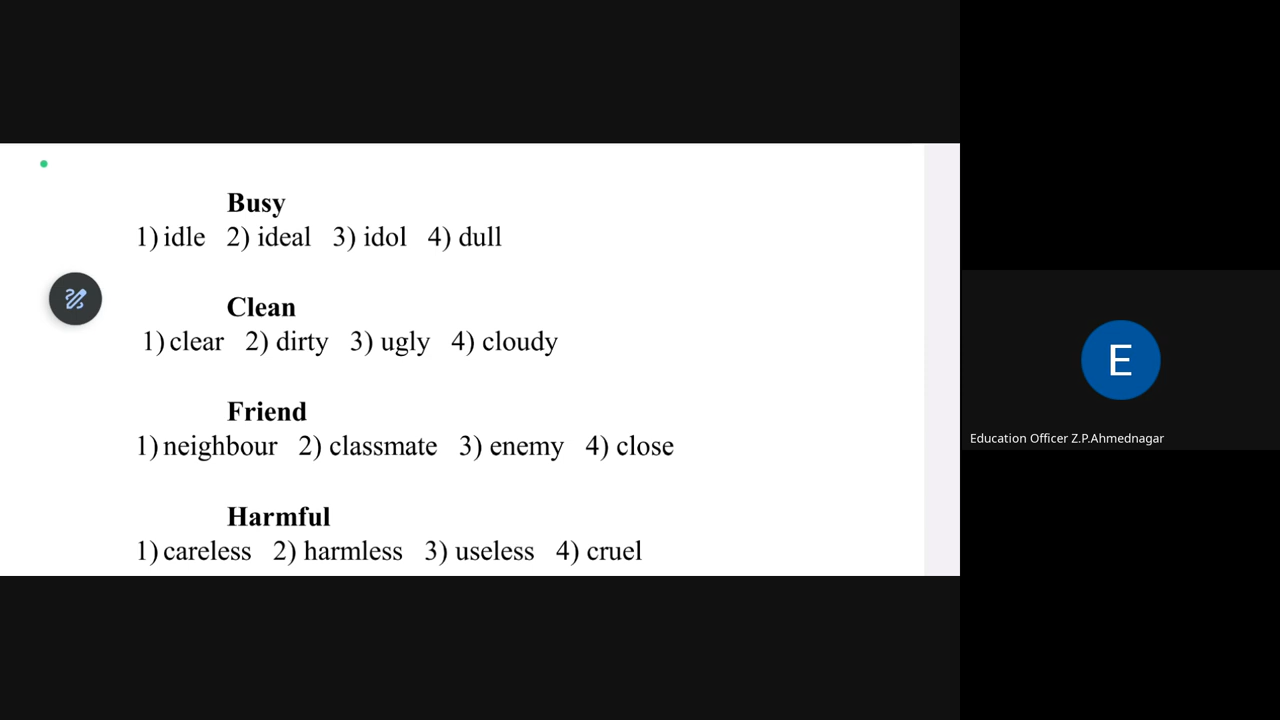 Busy
1) idle 2) ideal 3) idol 4) dull
Clean
1) clear 2) dirty 3) ugly 4) cloudy
Friend
1) neighbour 2) classmate 3) enemy 4) close
Harmful
1) careless 2) harmless 3) useless 4) cruel
E
Education Officer Z.P.Ahmednagar